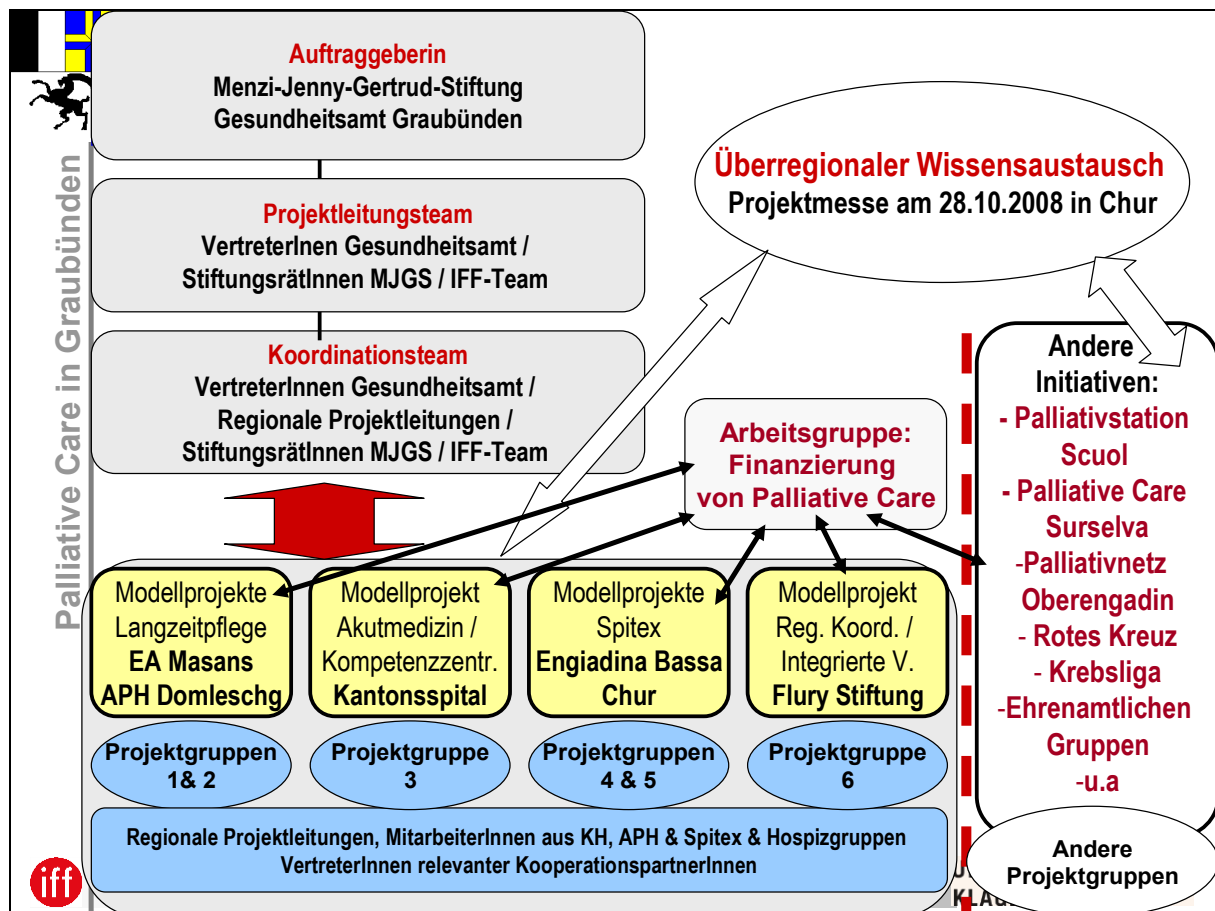 Palliative Care in Graubünden
Auftraggeberin
Menzi-Jenny-Gertrud-Stiftung
Gesundheitsamt Graubünden
Projektleitungsteam
VertreterInen Gesundheitsamt /
StiftungsrätInnen MJGS / IFF-Team
Koordinationsteam
VertreterInnen Gesundheitsamt /
Regionale Projektleitungen /
StiftungsrätInnen MJGS / IFF-Team
Überregionaler Wissensaustausch
Projektmesse am 28.10.2008 in Chur
Arbeitsgruppe:
Finanzierung
von Palliative Care
Andere
Initiativen:
- Palliativstation
Scuol
- Palliative Care
Surselva
-Palliativnetz
Oberengadin
- Rotes Kreuz
- Krebsliga
-Ehrenamtlichen
Gruppen
-u.a
Modellprojekte
Langzeitpflege
EA Masans
APH Domleschg
Modellprojekt
Akutmedizin /
Kompetenzzentr.
Kantonsspital
Modellprojekte
Spitex
Engiadina Bassa
Chur
Modellprojekt
Reg. Koord. /
Integrierte V.
Flury Stiftung
Projektgruppen
1& 2
Projektgruppe
3
Projektgruppen
4 & 5
Projektgruppe
6
Regionale Projektleitungen, MitarbeiterInnen aus KH, APH & Spitex & Hospizgruppen
VertreterInnen relevanter KooperationspartnerInnen
Andere
Projektgruppen
iff